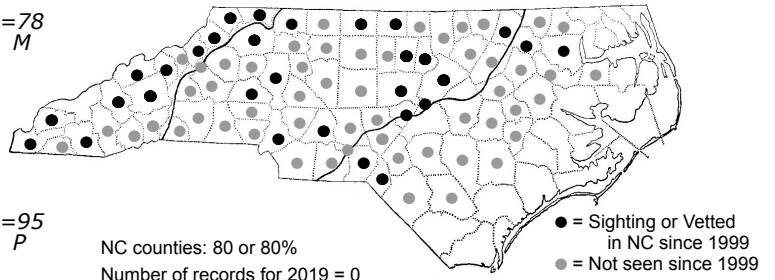 =78
M
=95
P
NC counties: 80 or 80%
Number of records for 2019 = 0
= Sighting or Vetted
in NC since 1999
= Not seen since 1999